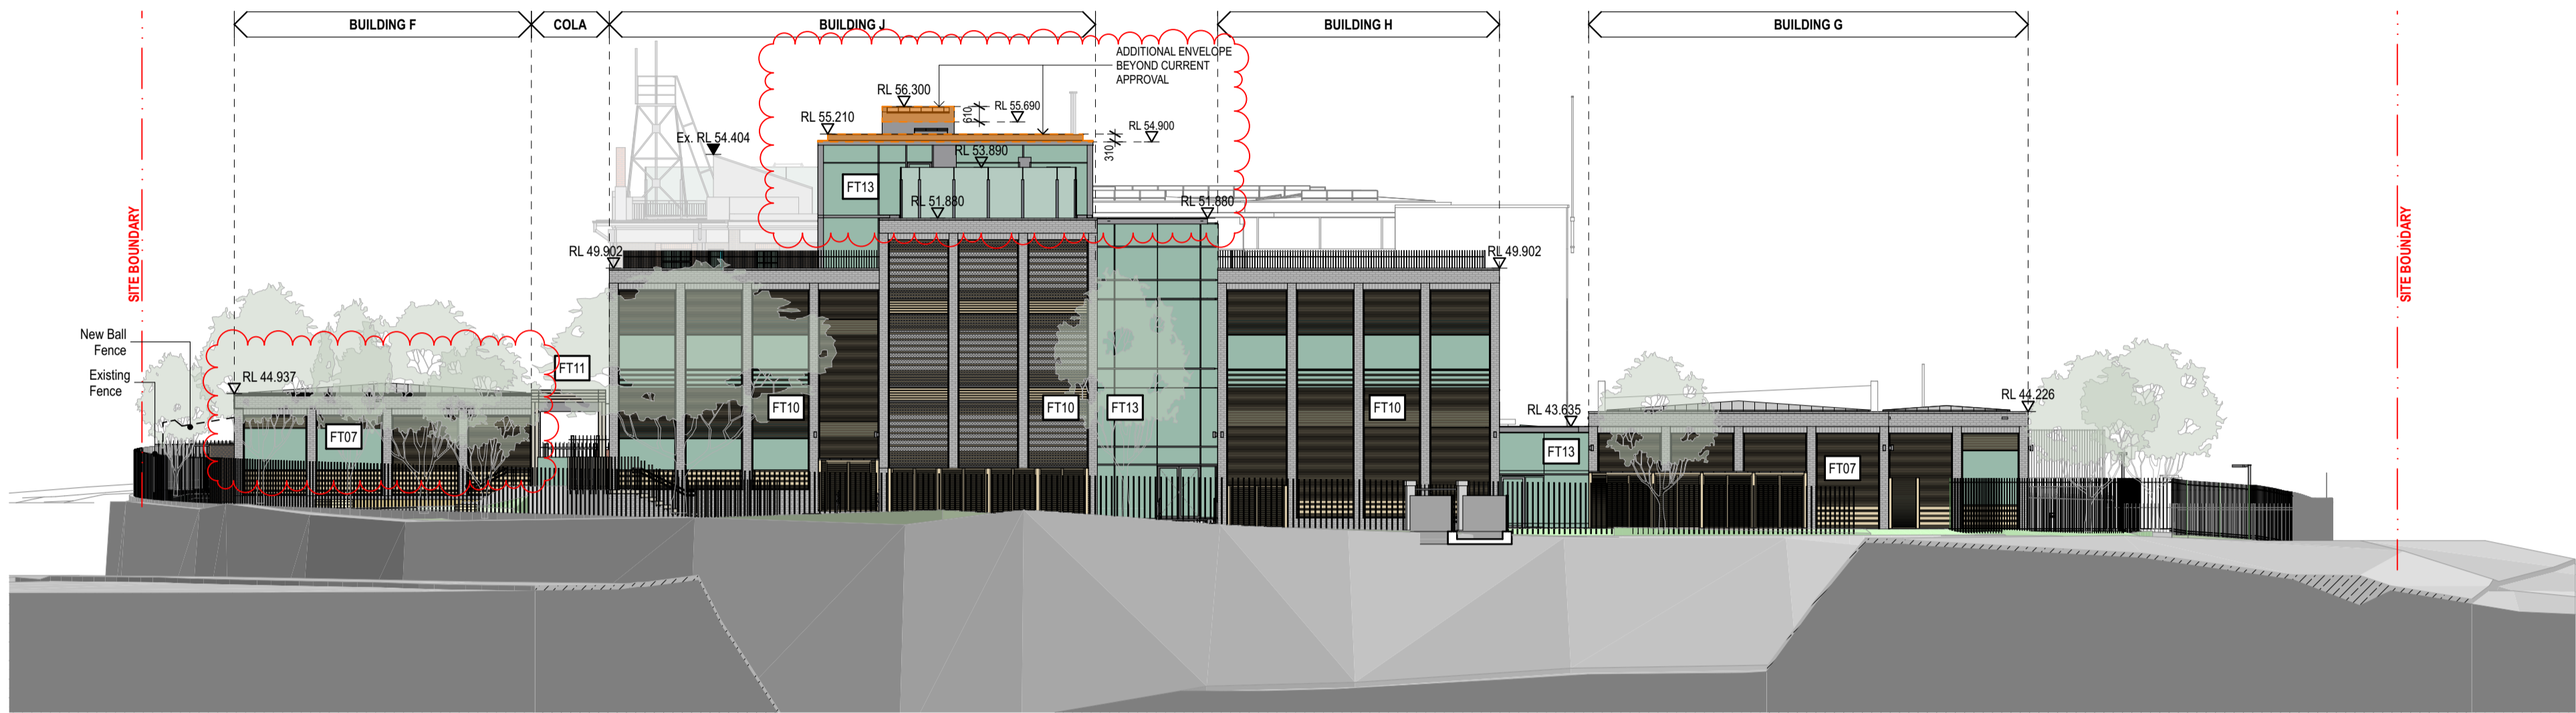 BUILDING F
COLA
BUILDING J
BUILDING H
BUILDING G
ADDITIONAL ENVELOPE
BEYOND CURRENT
APPROVAL
RL 56.300
610
RL 55.690
RL 55.210
RL 54.900
310
Ex. RL 54.404
RL 53.890
FT13
RL 51.880
RL 51.880
SITE BOUNDARY
SITE BOUNDARY
RL 49.902
RL 49.902
New Ball
Fence
Existing
Fence
RL 44.937
FT11
FT07
FT10
FT10
FT13
FT10
RL 43.635
RL 44.226
FT13
FT07